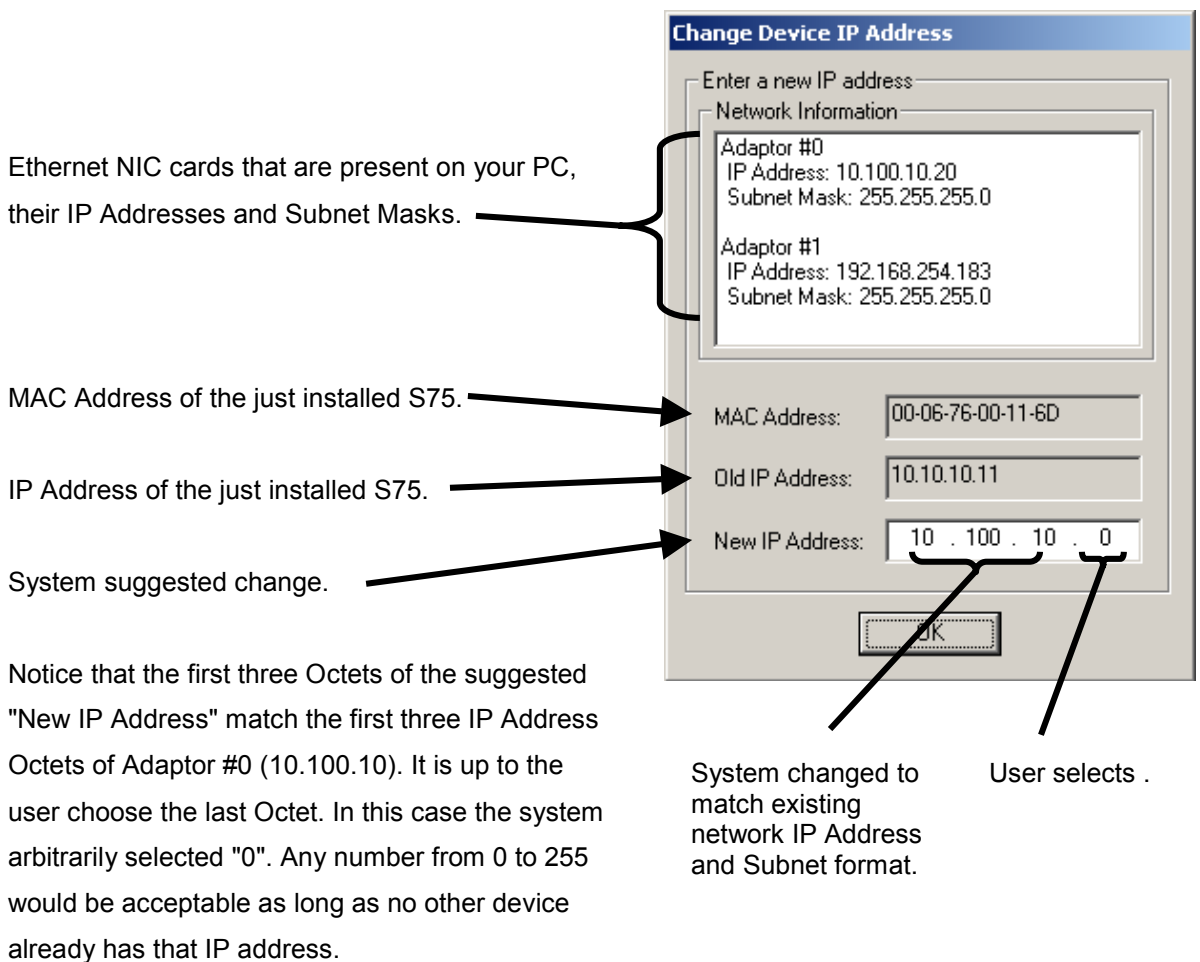 Change Device IP Address
Enter a new IP address
Network Information
Adaptor #0
IP Address: 10.100.10.20
Subnet Mask: 255.255.255.0
Adaptor #1
IP Address: 192.168.254.183
Subnet Mask: 255.255.255.0
Ethernet NIC cards that are present on your PC,
their IP Addresses and Subnet Masks.
MAC Address of the just installed S75.
MAC Address: 00-06-76-00-11-6D
IP Address of the just installed S75.
Old IP Address: 10.10.10.11
System suggested change.
New IP Address: 10 . 100 . 10 . 0
OK
Notice that the first three Octets of the suggested
"New IP Address" match the first three IP Address
Octets of Adaptor #0 (10.100.10). It is up to the
user choose the last Octet. In this case the system
arbitrarily selected "0". Any number from 0 to 255
would be acceptable as long as no other device
already has that IP address.
System changed to
match existing
network IP Address
and Subnet format.
User selects .